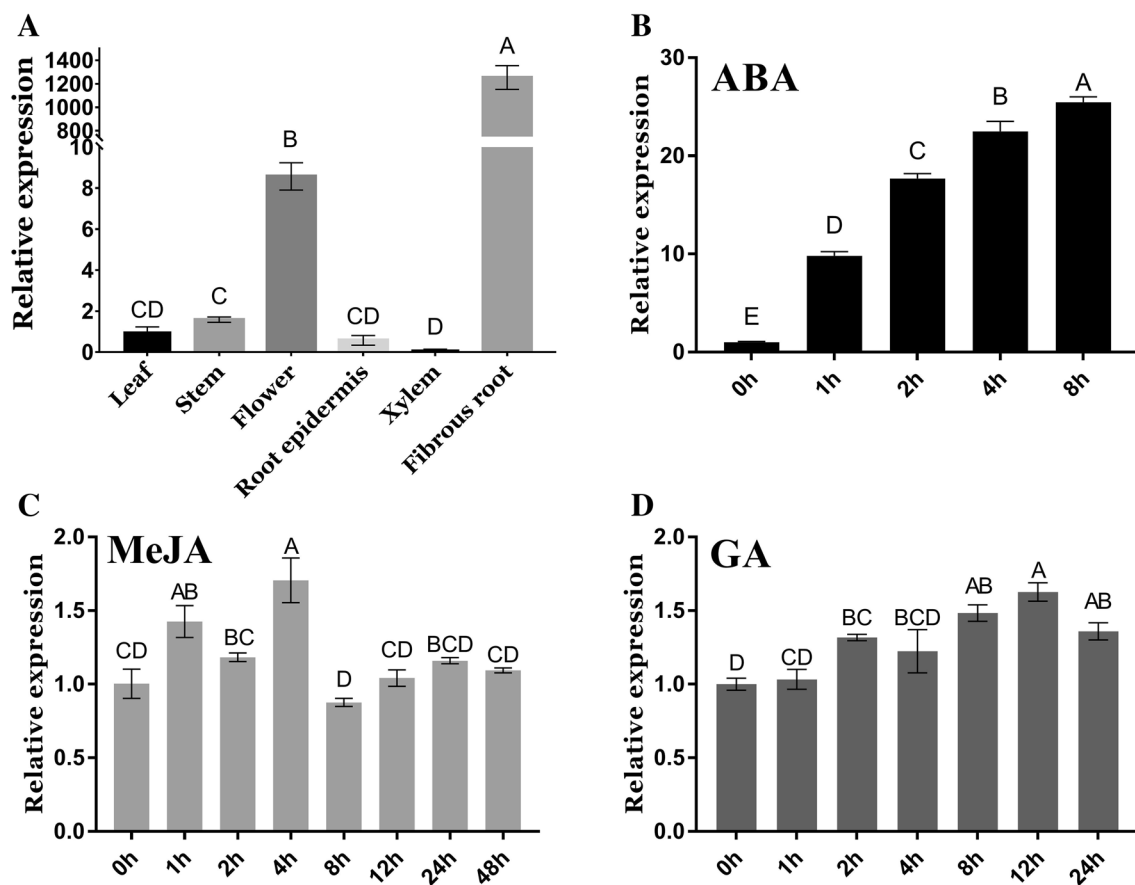 A
Relative expression
1400
1200
1000
800
10
8
6
4
2
0
CD
C
B
CD
D
A
Leaf
Stem
Flower
Root epidermis
Xylem
Fibrous root
B
ABA
Relative expression
30
20
10
0
E
D
C
B
A
0h
1h
2h
4h
8h
C
MeJA
Relative expression
2.0
1.5
1.0
0.5
0.0
CD
AB
BC
A
D
CD
BCD
CD
0h
1h
2h
4h
8h
12h
24h
48h
D
GA
Relative expression
2.0
1.5
1.0
0.5
0.0
D
CD
BC
BCD
AB
A
AB
0h
1h
2h
4h
8h
12h
24h